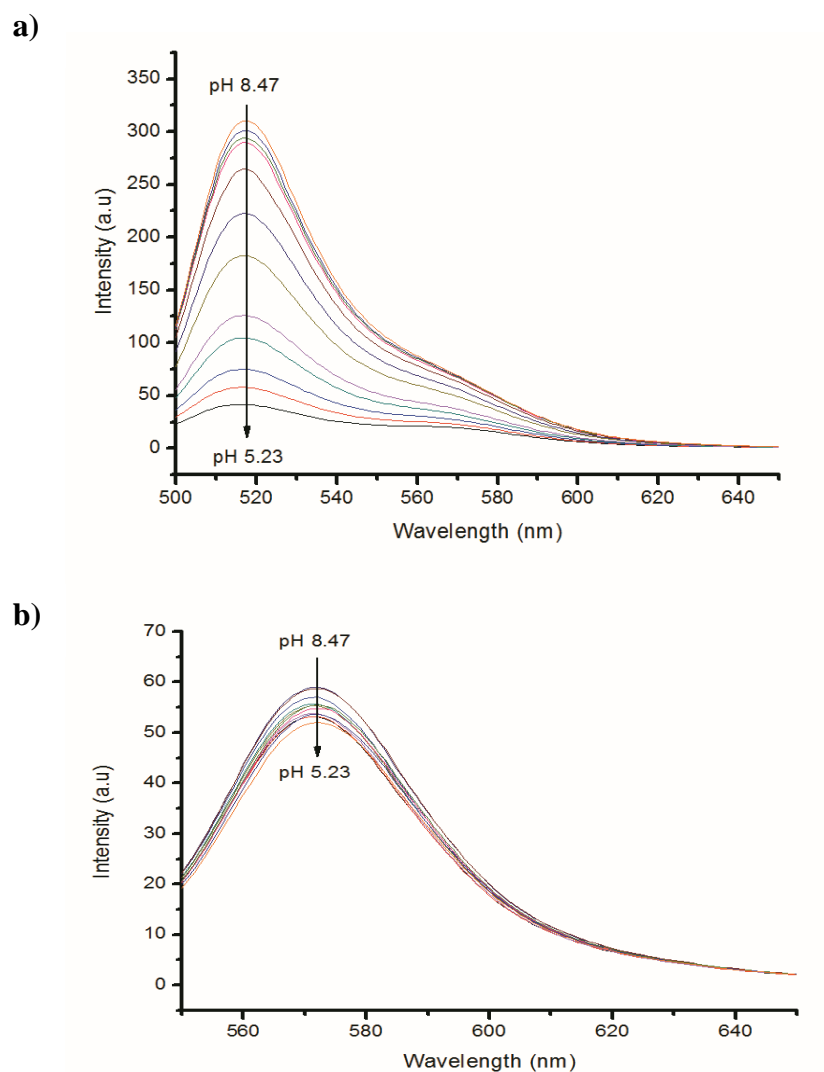 a)
pH 8.47
350
300
250
200
150
100
50
0
Intensity (a.u)
pH 5.23
500 520 540 560 580 600 620 640
Wavelength (nm)
b)
70
60
50
40
30
20
10
0
Intensity (a.u)
pH 8.47
pH 5.23
560 580 600 620 640
Wavelength (nm)